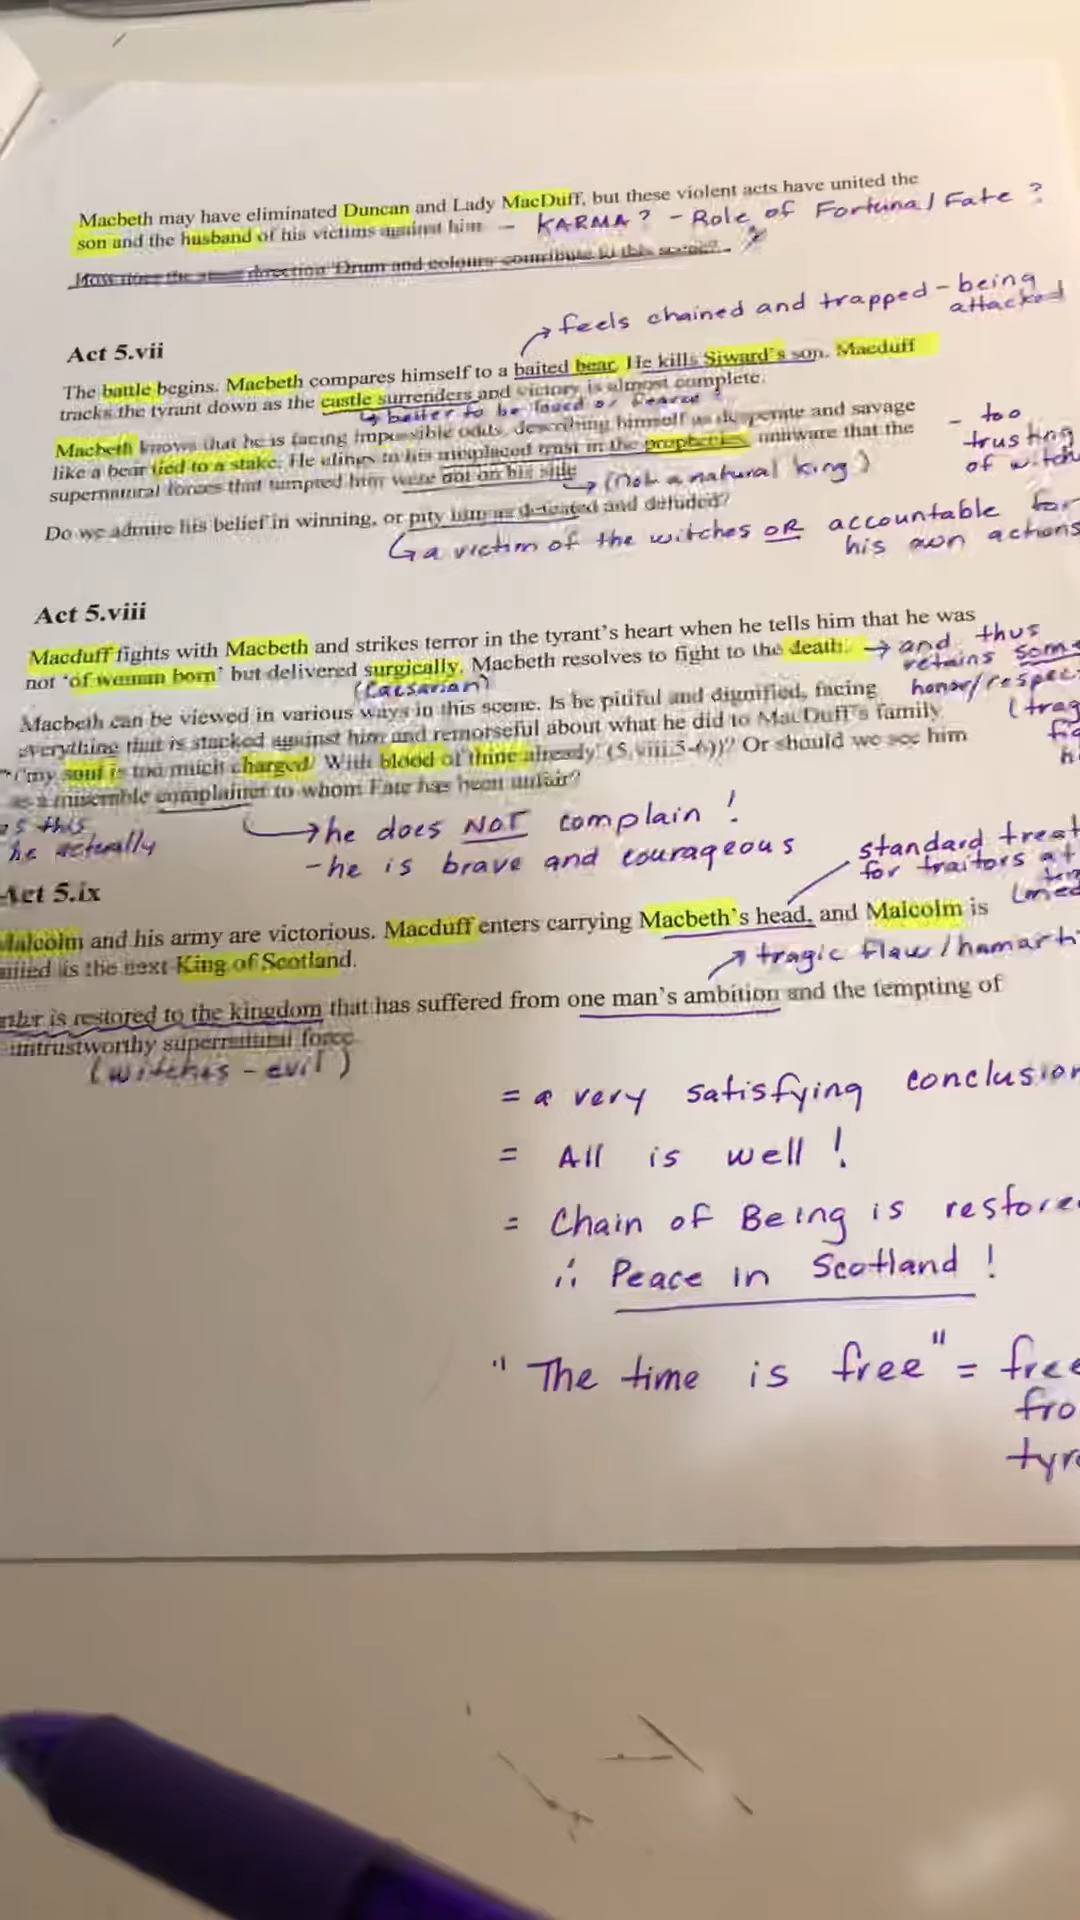 Macbeth may have eliminated Duncan and Lady MacDuff, but these violent acts have united the
son and the husband of his victims against him - KARMA? - Role of Fortuna / Fate ?
direction 'Drum and colours' contribute to this scene?
→ feels chained and trapped - being
attacked
Act 5.vii
The battle begins. Macbeth compares himself to a baited bear. He kills Siward's son. Macduff
tracks the tyrant down as the castle surrenders and victory is almost complete.
↳ better to be loved or feared ?
Macbeth knows that he is facing impossible odds, describing himself as desperate and savage
like a bear tied to a stake. He clings to his misplaced trust in the prophecies, unaware that the
supernatural forces that tempted him were not on his side
- too
trusting
of witch
→ (Not a natural king)
Do we admire his belief in winning, or pity him as defeated and deluded?
↳ a victim of the witches OR accountable for
his own actions
Act 5.viii
Macduff fights with Macbeth and strikes terror in the tyrant's heart when he tells him that he was
not 'of woman born' but delivered surgically. Macbeth resolves to fight to the death. → and thus
(Caesarian)
retains some
honor/respec
(trag
Macbeth can be viewed in various ways in this scene. Is he pitiful and dignified, facing
everything that is stacked against him and remorseful about what he did to MacDuff's family
('my soul is too much charged/ With blood of thine already' (5.viii.5-6))? Or should we see him
as a miserable complainer to whom Fate has been unfair?
s this
he acterally
→ he does NOT complain !
- he is brave and courageous
standard treat
for traitors at
Act 5.ix
Malcolm and his army are victorious. Macduff enters carrying Macbeth's head, and Malcolm is
as the next King of Scotland.
↗ tragic flaw / hamarti
is restored to the kingdom that has suffered from one man's ambition and the tempting of
untrustworthy supernatural force
(witches - evil)
= a very satisfying conclusion
= All is well !
= Chain of Being is restore
∴ Peace in Scotland !
"The time is free" = free
fro
tyr